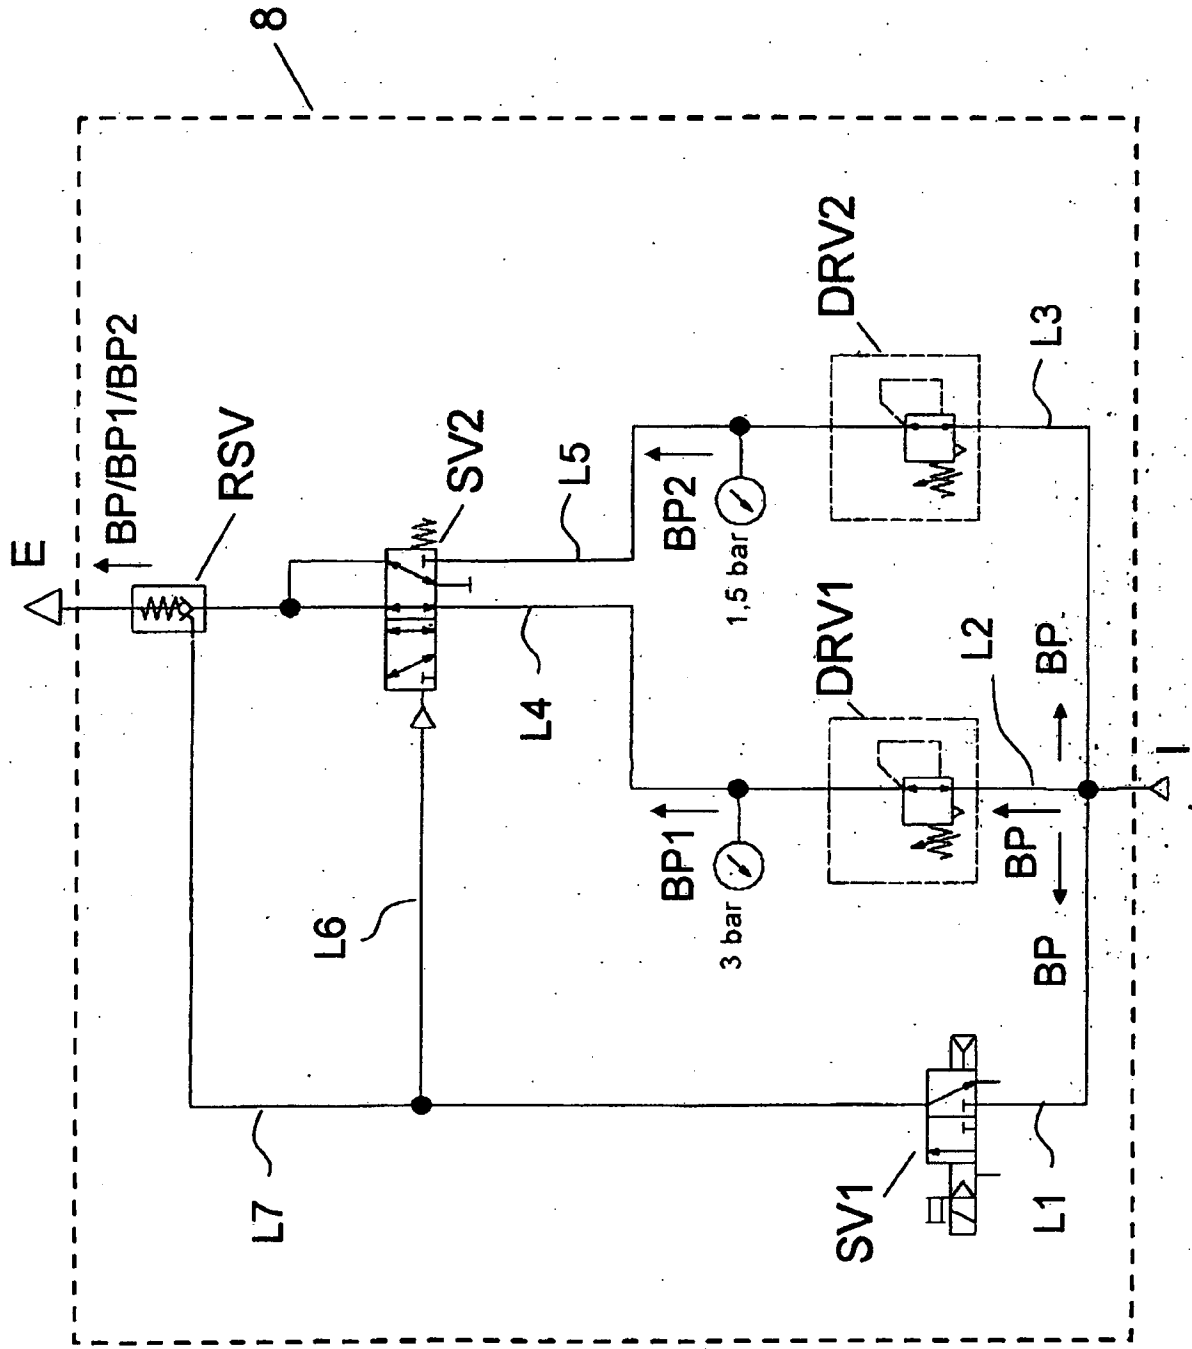 8
E
BP/BP1/BP2
RSV
SV2
L5
L4
BP2
1,5 bar
DRV2
L3
DRV1
L2
BP
I
BP
BP
BP1
3 bar
L6
L7
SV1
L1